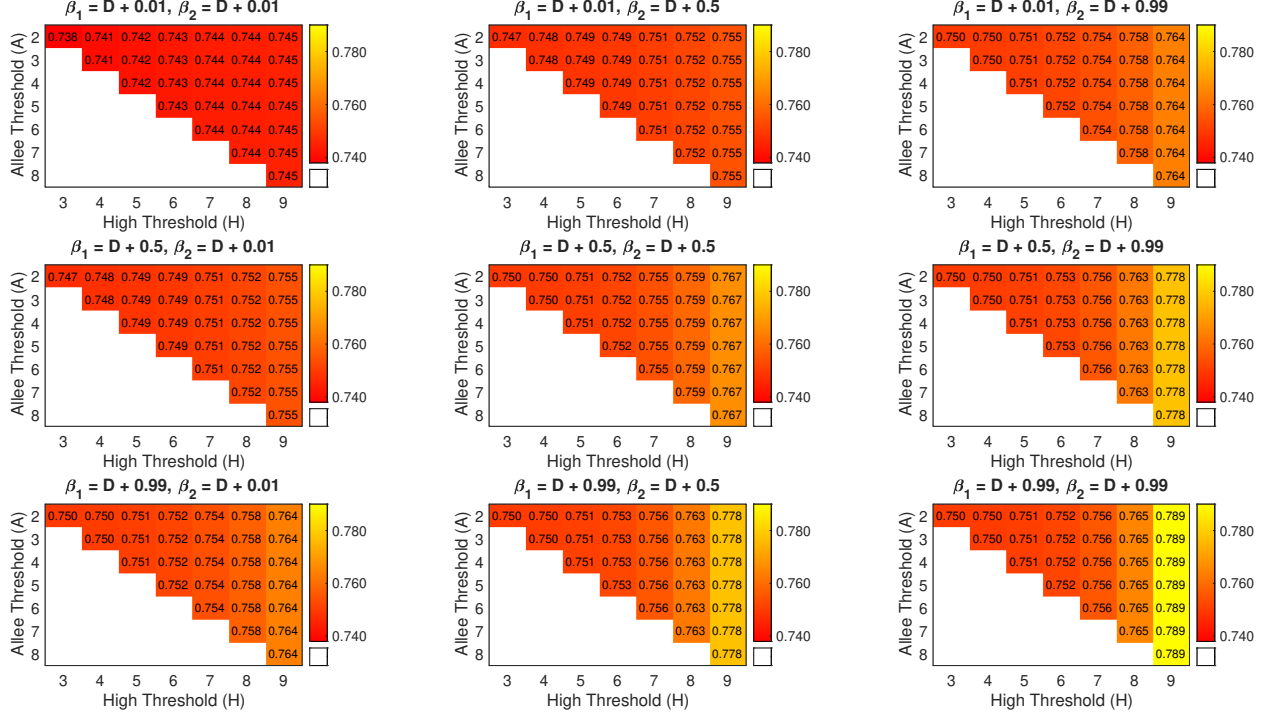 β1 = D + 0.01, β2 = D + 0.01
Allee Threshold (A)
2 0.738 0.741 0.742 0.743 0.744 0.744 0.745
3 0.741 0.742 0.743 0.744 0.744 0.745
4 0.742 0.743 0.744 0.744 0.745
5 0.743 0.744 0.744 0.745
6 0.744 0.744 0.745
7 0.744 0.745
8 0.745
3 4 5 6 7 8 9
High Threshold (H)
0.780
0.760
0.740
β1 = D + 0.01, β2 = D + 0.5
Allee Threshold (A)
2 0.747 0.748 0.749 0.749 0.751 0.752 0.755
3 0.748 0.749 0.749 0.751 0.752 0.755
4 0.749 0.749 0.751 0.752 0.755
5 0.749 0.751 0.752 0.755
6 0.751 0.752 0.755
7 0.752 0.755
8 0.755
3 4 5 6 7 8 9
High Threshold (H)
0.780
0.760
0.740
β1 = D + 0.01, β2 = D + 0.99
Allee Threshold (A)
2 0.750 0.750 0.751 0.752 0.754 0.758 0.764
3 0.750 0.751 0.752 0.754 0.758 0.764
4 0.751 0.752 0.754 0.758 0.764
5 0.752 0.754 0.758 0.764
6 0.754 0.758 0.764
7 0.758 0.764
8 0.764
3 4 5 6 7 8 9
High Threshold (H)
0.780
0.760
0.740
β1 = D + 0.5, β2 = D + 0.01
Allee Threshold (A)
2 0.747 0.748 0.749 0.749 0.751 0.752 0.755
3 0.748 0.749 0.749 0.751 0.752 0.755
4 0.749 0.749 0.751 0.752 0.755
5 0.749 0.751 0.752 0.755
6 0.751 0.752 0.755
7 0.752 0.755
8 0.755
3 4 5 6 7 8 9
High Threshold (H)
0.780
0.760
0.740
β1 = D + 0.5, β2 = D + 0.5
Allee Threshold (A)
2 0.750 0.750 0.751 0.752 0.755 0.759 0.767
3 0.750 0.751 0.752 0.755 0.759 0.767
4 0.751 0.752 0.755 0.759 0.767
5 0.752 0.755 0.759 0.767
6 0.755 0.759 0.767
7 0.759 0.767
8 0.767
3 4 5 6 7 8 9
High Threshold (H)
0.780
0.760
0.740
β1 = D + 0.5, β2 = D + 0.99
Allee Threshold (A)
2 0.750 0.750 0.751 0.753 0.756 0.763 0.778
3 0.750 0.751 0.753 0.756 0.763 0.778
4 0.751 0.753 0.756 0.763 0.778
5 0.753 0.756 0.763 0.778
6 0.756 0.763 0.778
7 0.763 0.778
8 0.778
3 4 5 6 7 8 9
High Threshold (H)
0.780
0.760
0.740
β1 = D + 0.99, β2 = D + 0.01
Allee Threshold (A)
2 0.750 0.750 0.751 0.752 0.754 0.758 0.764
3 0.750 0.751 0.752 0.754 0.758 0.764
4 0.751 0.752 0.754 0.758 0.764
5 0.752 0.754 0.758 0.764
6 0.754 0.758 0.764
7 0.758 0.764
8 0.764
3 4 5 6 7 8 9
High Threshold (H)
0.780
0.760
0.740
β1 = D + 0.99, β2 = D + 0.5
Allee Threshold (A)
2 0.750 0.750 0.751 0.753 0.756 0.763 0.778
3 0.750 0.751 0.753 0.756 0.763 0.778
4 0.751 0.753 0.756 0.763 0.778
5 0.753 0.756 0.763 0.778
6 0.756 0.763 0.778
7 0.763 0.778
8 0.778
3 4 5 6 7 8 9
High Threshold (H)
0.780
0.760
0.740
β1 = D + 0.99, β2 = D + 0.99
Allee Threshold (A)
2 0.750 0.750 0.751 0.752 0.756 0.765 0.789
3 0.750 0.751 0.752 0.756 0.765 0.789
4 0.751 0.752 0.756 0.765 0.789
5 0.752 0.756 0.765 0.789
6 0.756 0.765 0.789
7 0.765 0.789
8 0.789
3 4 5 6 7 8 9
High Threshold (H)
0.780
0.760
0.740